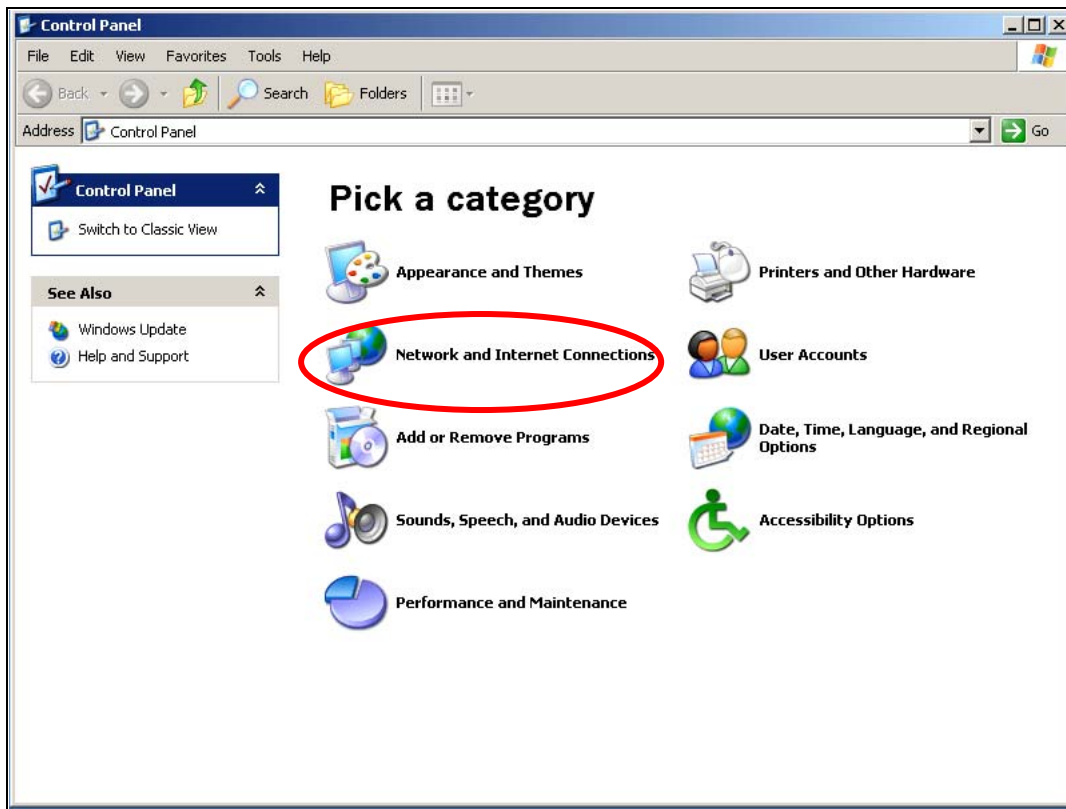 Control Panel
File Edit View Favorites Tools Help
Back Search Folders
Address Control Panel Go
Control Panel
Switch to Classic View
See Also
Windows Update
Help and Support
Pick a category
Appearance and Themes
Printers and Other Hardware
Network and Internet Connections
User Accounts
Add or Remove Programs
Date, Time, Language, and Regional
Options
Sounds, Speech, and Audio Devices
Accessibility Options
Performance and Maintenance